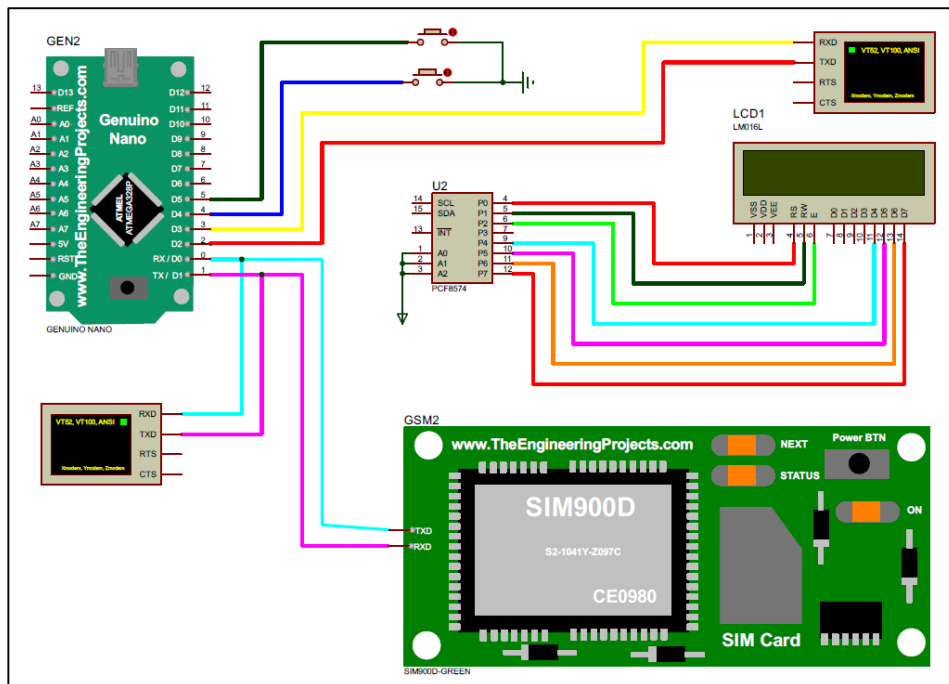 GEN2
Genuino
Nano
www.TheEngineeringProjects.com
ATMEL
ATMEGA328P
13
D13
REF
A0
A0
A1
A1
A2
A2
A3
A3
A4
A4
A5
A5
A6
A6
A7
A7
5V
RST
GND
D12
12
D11
11
D10
10
D9
9
D8
8
D7
7
D6
6
D5
5
D4
4
D3
3
D2
2
RX / D0
0
TX / D1
1
GENUINO NANO
RXD
TXD
RTS
CTS
VT52, VT100, ANSI
Xmodem, Ymodem, Zmodem
LCD1
LM016L
VSS
VDD
VEE
RS
RW
E
D0
D1
D2
D3
D4
D5
D6
D7
1
2
3
4
5
6
7
8
9
10
11
12
13
14
U2
14
SCL
15
SDA
13
INT
1
A0
2
A1
3
A2
P0
4
P1
5
P2
6
P3
7
P4
9
P5
10
P6
11
P7
12
PCF8574
VT52, VT100, ANSI
Xmodem, Ymodem, Zmodem
RXD
TXD
RTS
CTS
GSM2
www.TheEngineeringProjects.com
NEXT
STATUS
Power BTN
ON
SIM900D
S2-1041Y-Z097C
CE0980
TXD
RXD
SIM Card
SIM900D-GREEN